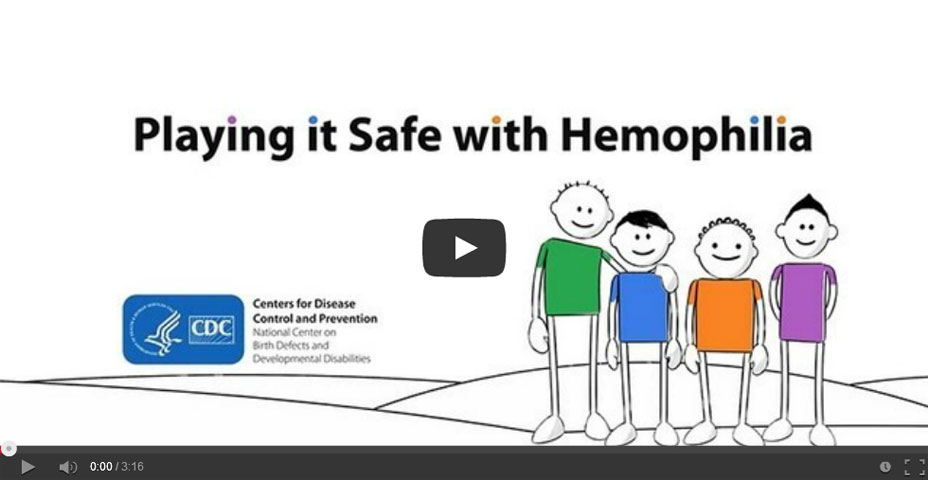 Playing it Safe with Hemophilia
CDC
Centers for Disease
Control and Prevention
National Center on
Birth Defects and
Developmental Disabilities
0:00 / 3:16